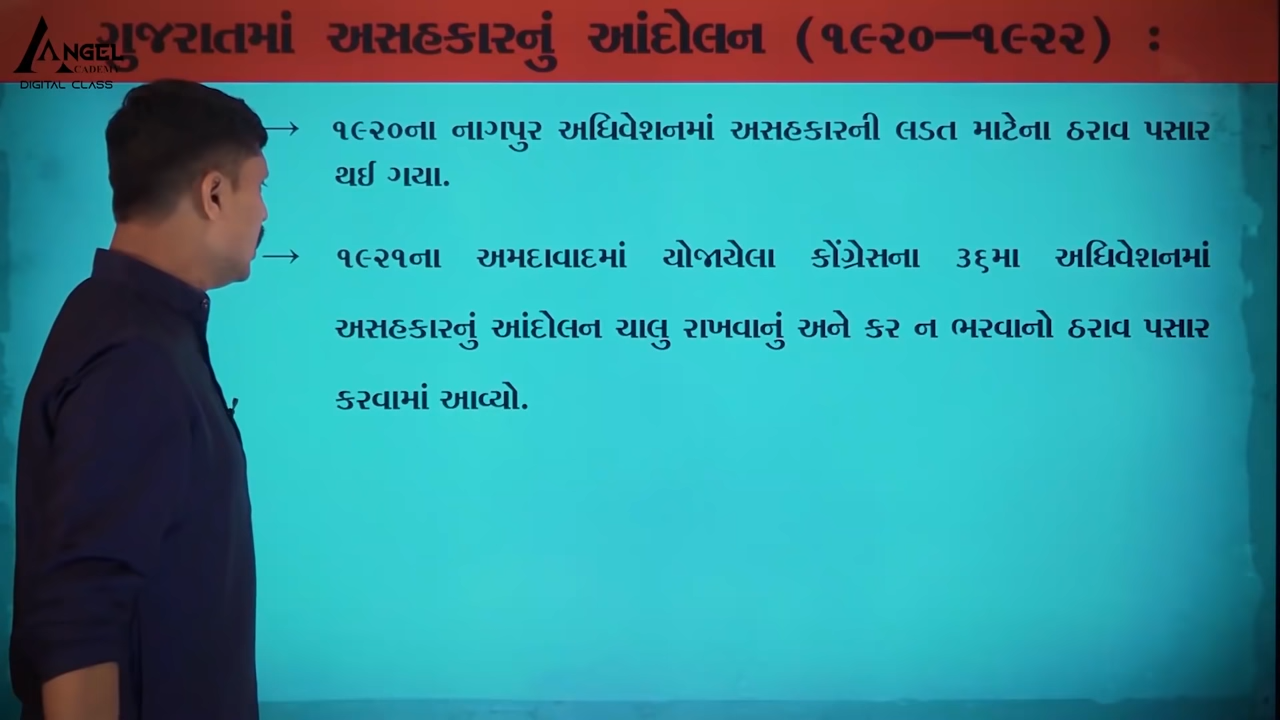 ગુજરાતમાં અસહકારનું આંદોલન (૧૯૨૦–૧૯૨૨) :
ANGEL
ACADEMY
DIGITAL CLASS
→ ૧૯૨૦ના નાગપુર અધિવેશનમાં અસહકારની લડત માટેના ઠરાવ પસાર
થઈ ગયા.
→ ૧૯૨૧ના અમદાવાદમાં યોજાયેલા કોંગ્રેસના ૩૬મા અધિવેશનમાં
અસહકારનું આંદોલન ચાલુ રાખવાનું અને કર ન ભરવાનો ઠરાવ પસાર
કરવામાં આવ્યો.